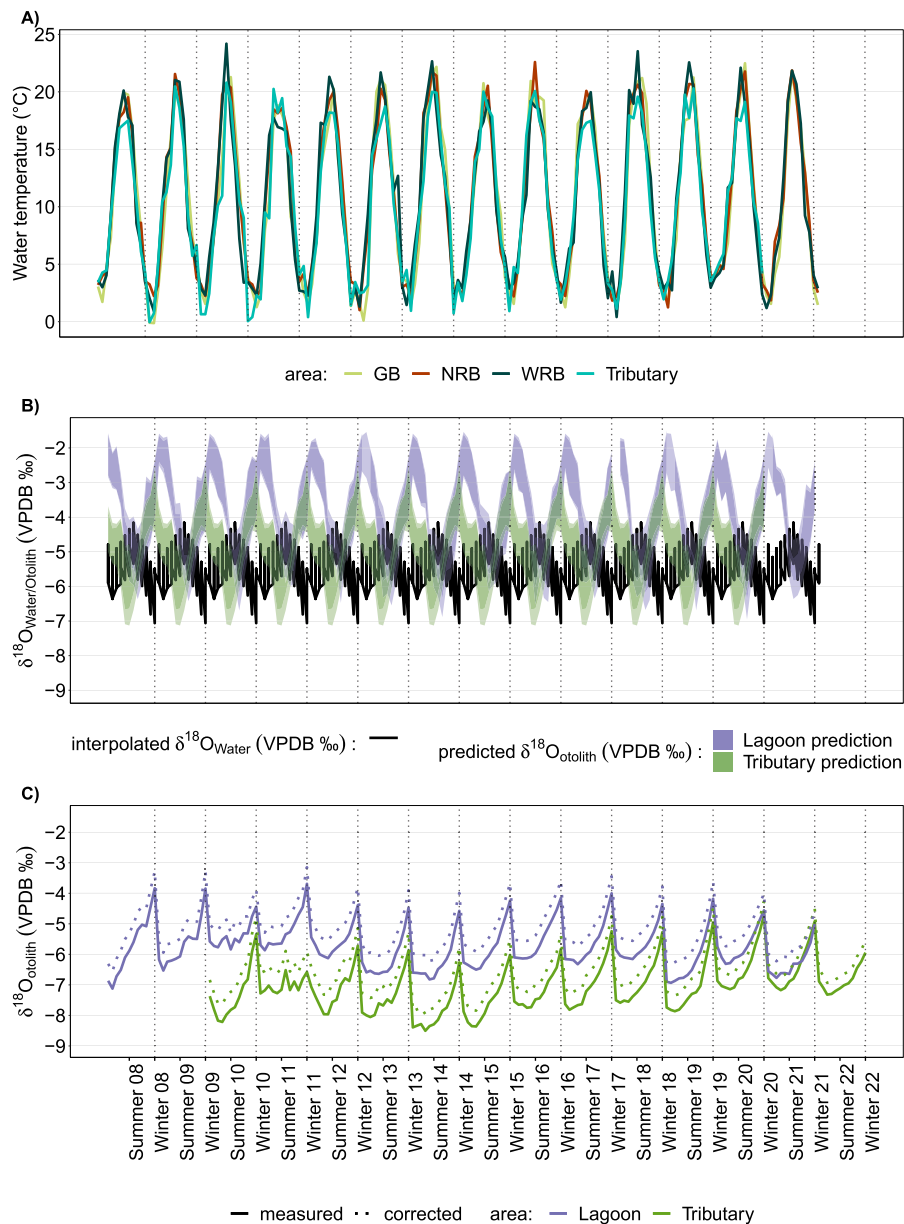 A)
25
20
15
10
5
0
Water temperature (°C)
area: GB NRB WRB Tributary
B)
−2
−3
−4
−5
−6
−7
−8
−9
δ18OWater/Otolith (VPDB ‰)
interpolated δ18OWater (VPDB ‰) :
predicted δ18Ootolith (VPDB ‰) :
Lagoon prediction
Tributary prediction
C)
−2
−3
−4
−5
−6
−7
−8
−9
δ18Ootolith (VPDB ‰)
Summer 08
Winter 08
Summer 09
Winter 09
Summer 10
Winter 10
Summer 11
Winter 11
Summer 12
Winter 12
Summer 13
Winter 13
Summer 14
Winter 14
Summer 15
Winter 15
Summer 16
Winter 16
Summer 17
Winter 17
Summer 18
Winter 18
Summer 19
Winter 19
Summer 20
Winter 20
Summer 21
Winter 21
Summer 22
Winter 22
measured corrected area: Lagoon Tributary